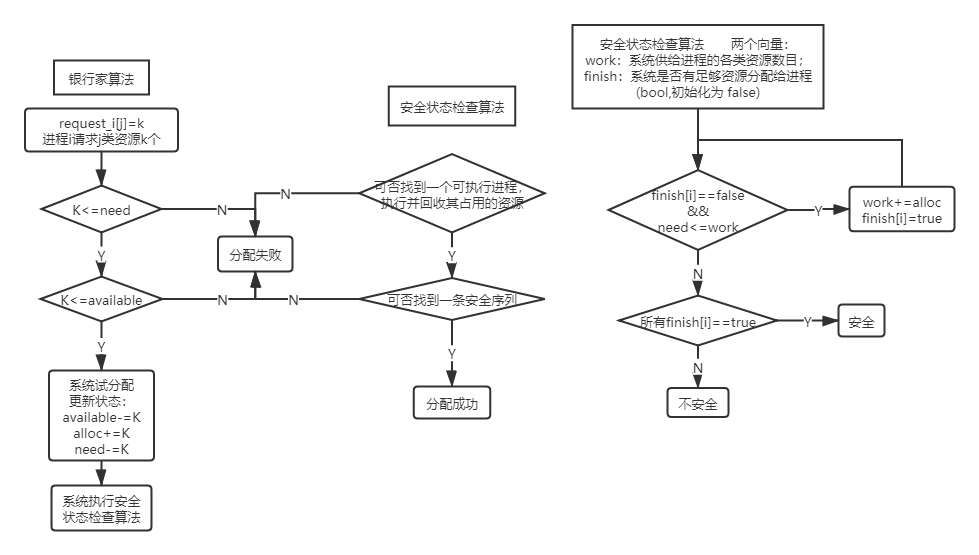 银行家算法
request_i[j]=k
进程i请求j类资源k个
K<=need
N
Y
K<=available
N
Y
系统试分配
更新状态：
available-=K
alloc+=K
need-=K
系统执行安全
状态检查算法
分配失败
安全状态检查算法
可否找到一个可执行进程，
执行并回收其占用的资源
N
Y
可否找到一条安全序列
N
Y
分配成功
安全状态检查算法 两个向量：
work：系统供给进程的各类资源数目；
finish：系统是否有足够资源分配给进程
(bool,初始化为 false)
finish[i]==false
&&
need<=work
Y
work+=alloc
finish[i]=true
N
所有finish[i]==true
Y
安全
N
不安全